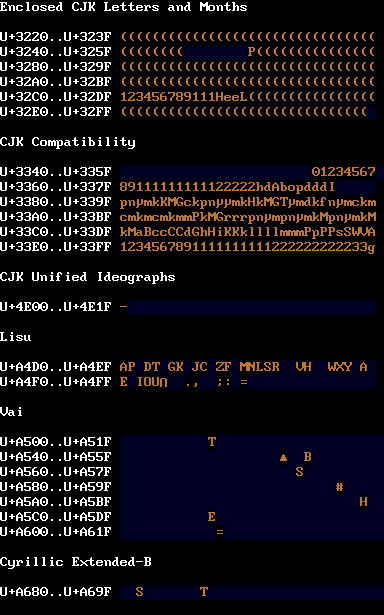 Enclosed CJK Letters and Months
U+3220..U+323F ((((((((((((((((((((((((((((((((
U+3240..U+325F ((((((((        P(((((((((((((((
U+3280..U+329F ((((((((((((((((((((((((((((((((
U+32A0..U+32BF ((((((((((((((((((((((((((((((((
U+32C0..U+32DF 123456789111HeeL((((((((((((((((
U+32E0..U+32FF (((((((((((((((((((((((((((((((
CJK Compatibility
U+3340..U+335F 01234567
U+3360..U+337F 89111111111122222hdAbopdddI
U+3380..U+339F pnµmkKMGckpnµµmkHkMGTµmdkfnµmckm
U+33A0..U+33BF cmkmcmkmmPkMGrrrpnµmpnµmkMpnµmkM
U+33C0..U+33DF kMaBccCCdGhHiKKkllllmmmPpPPsSWVA
U+33E0..U+33FF 1234567891111111111222222222233g
CJK Unified Ideographs
U+4E00..U+4E1F —
Lisu
U+A4D0..U+A4EF AP DT GK JC ZF MNLSR  VH  WXY A
U+A4F0..U+A4FF E IOU∩  .,  ;: =
Vai
U+A500..U+A51F T
U+A540..U+A55F ▲  B
U+A560..U+A57F S
U+A580..U+A59F #
U+A5A0..U+A5BF H
U+A5C0..U+A5DF E
U+A600..U+A61F =
Cyrillic Extended-B
U+A680..U+A69F S       T